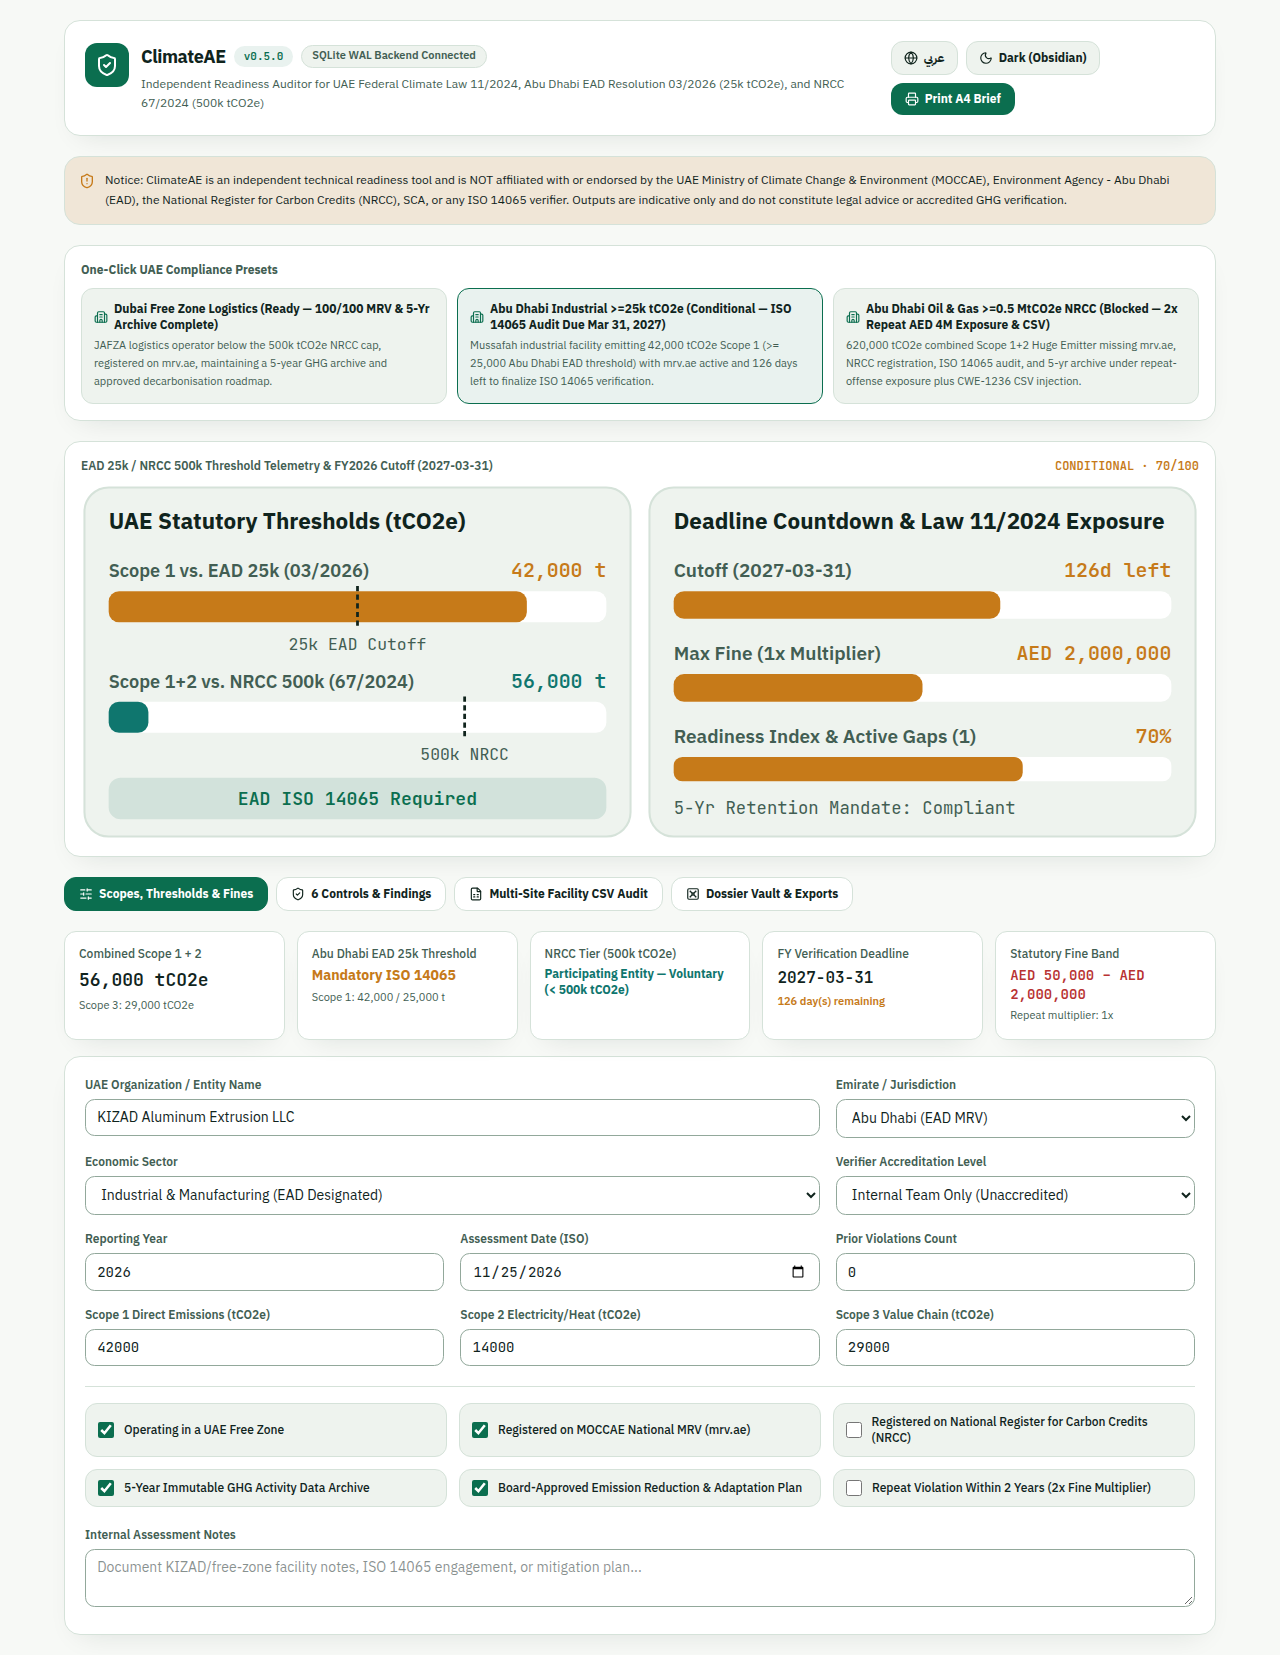 ClimateAE v0.5.0 SQLite WAL Backend Connected
Independent Readiness Auditor for UAE Federal Climate Law 11/2024, Abu Dhabi EAD Resolution 03/2026 (25k tCO2e), and NRCC
67/2024 (500k tCO2e)
عربي
Dark (Obsidian)
Print A4 Brief
Notice: ClimateAE is an independent technical readiness tool and is NOT affiliated with or endorsed by the UAE Ministry of Climate Change & Environment (MOCCAE), Environment Agency - Abu Dhabi
(EAD), the National Register for Carbon Credits (NRCC), SCA, or any ISO 14065 verifier. Outputs are indicative only and do not constitute legal advice or accredited GHG verification.
One-Click UAE Compliance Presets
Dubai Free Zone Logistics (Ready — 100/100 MRV & 5-Yr
Archive Complete)
JAFZA logistics operator below the 500k tCO2e NRCC cap,
registered on mrv.ae, maintaining a 5-year GHG archive and
approved decarbonisation roadmap.
Abu Dhabi Industrial >=25k tCO2e (Conditional — ISO
14065 Audit Due Mar 31, 2027)
Mussafah industrial facility emitting 42,000 tCO2e Scope 1 (>=
25,000 Abu Dhabi EAD threshold) with mrv.ae active and 126 days
left to finalize ISO 14065 verification.
Abu Dhabi Oil & Gas >=0.5 MtCO2e NRCC (Blocked — 2x
Repeat AED 4M Exposure & CSV)
620,000 tCO2e combined Scope 1+2 Huge Emitter missing mrv.ae,
NRCC registration, ISO 14065 audit, and 5-yr archive under repeat-
offense exposure plus CWE-1236 CSV injection.
EAD 25k / NRCC 500k Threshold Telemetry & FY2026 Cutoff (2027-03-31)
CONDITIONAL · 70/100
UAE Statutory Thresholds (tCO2e)
Scope 1 vs. EAD 25k (03/2026) 42,000 t
25k EAD Cutoff
Scope 1+2 vs. NRCC 500k (67/2024) 56,000 t
500k NRCC
EAD ISO 14065 Required
Deadline Countdown & Law 11/2024 Exposure
Cutoff (2027-03-31) 126d left
Max Fine (1x Multiplier) AED 2,000,000
Readiness Index & Active Gaps (1) 70%
5-Yr Retention Mandate: Compliant
Scopes, Thresholds & Fines
6 Controls & Findings
Multi-Site Facility CSV Audit
Dossier Vault & Exports
Combined Scope 1 + 2
56,000 tCO2e
Scope 3: 29,000 tCO2e
Abu Dhabi EAD 25k Threshold
Mandatory ISO 14065
Scope 1: 42,000 / 25,000 t
NRCC Tier (500k tCO2e)
Participating Entity — Voluntary
(< 500k tCO2e)
FY Verification Deadline
2027-03-31
126 day(s) remaining
Statutory Fine Band
AED 50,000 – AED
2,000,000
Repeat multiplier: 1x
UAE Organization / Entity Name
KIZAD Aluminum Extrusion LLC
Emirate / Jurisdiction
Abu Dhabi (EAD MRV)
Economic Sector
Industrial & Manufacturing (EAD Designated)
Verifier Accreditation Level
Internal Team Only (Unaccredited)
Reporting Year
2026
Assessment Date (ISO)
11/25/2026
Prior Violations Count
0
Scope 1 Direct Emissions (tCO2e)
42000
Scope 2 Electricity/Heat (tCO2e)
14000
Scope 3 Value Chain (tCO2e)
29000
Operating in a UAE Free Zone
Registered on MOCCAE National MRV (mrv.ae)
Registered on National Register for Carbon Credits
(NRCC)
5-Year Immutable GHG Activity Data Archive
Board-Approved Emission Reduction & Adaptation Plan
Repeat Violation Within 2 Years (2x Fine Multiplier)
Internal Assessment Notes
Document KIZAD/free-zone facility notes, ISO 14065 engagement, or mitigation plan...